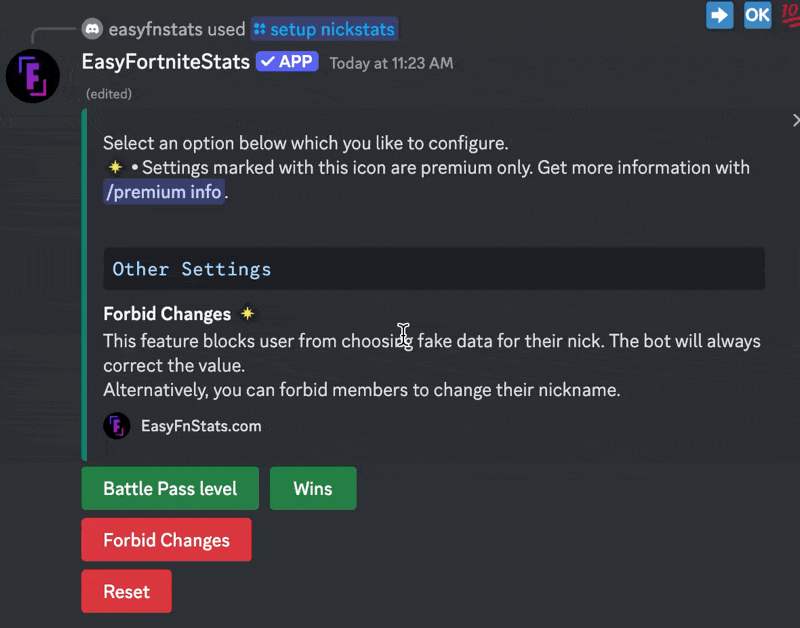 easyfnstats used setup nickstats
OK 💯
EasyFortniteStats ✓ APP Today at 11:23 AM
(edited)
Select an option below which you like to configure.
• Settings marked with this icon are premium only. Get more information with
/premium info .
Other Settings
Forbid Changes
This feature blocks user from choosing fake data for their nick. The bot will always
correct the value.
Alternatively, you can forbid members to change their nickname.
EasyFnStats.com
Battle Pass level Wins
Forbid Changes
Reset